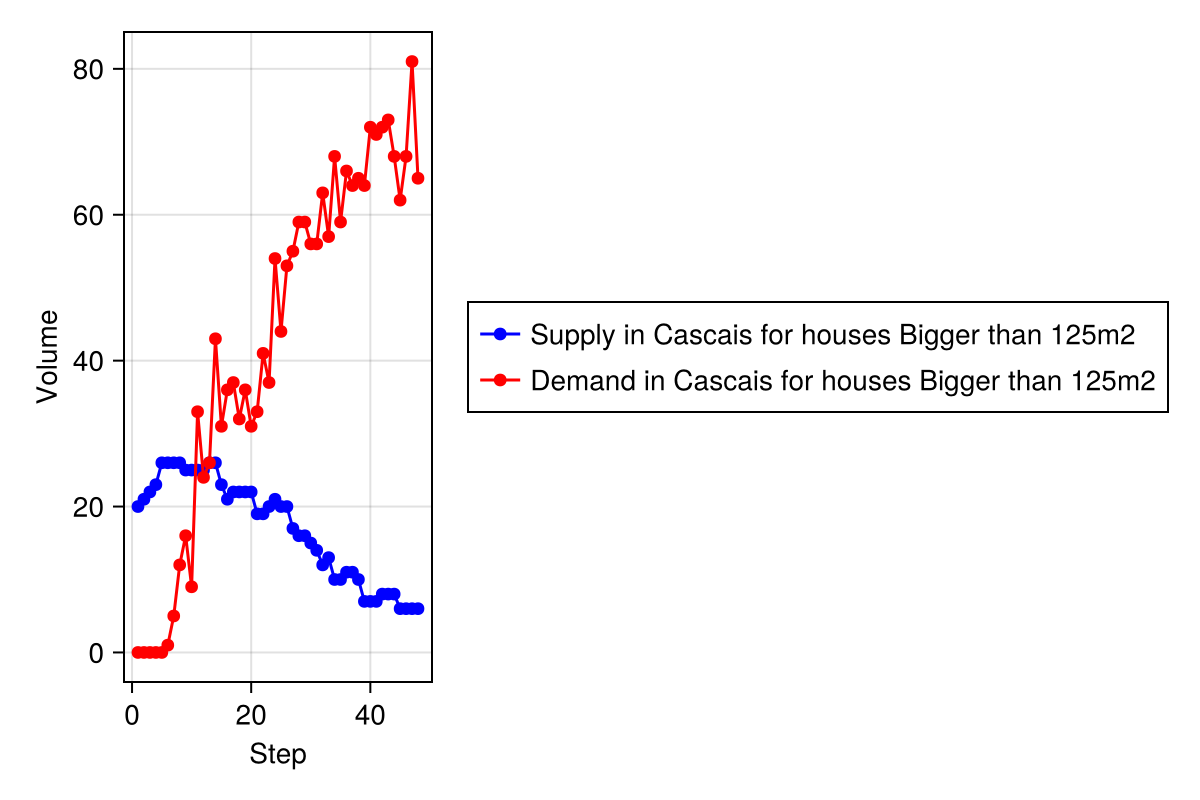 Volume
80
60
40
20
0
0 20 40
Step
Supply in Cascais for houses Bigger than 125m2
Demand in Cascais for houses Bigger than 125m2